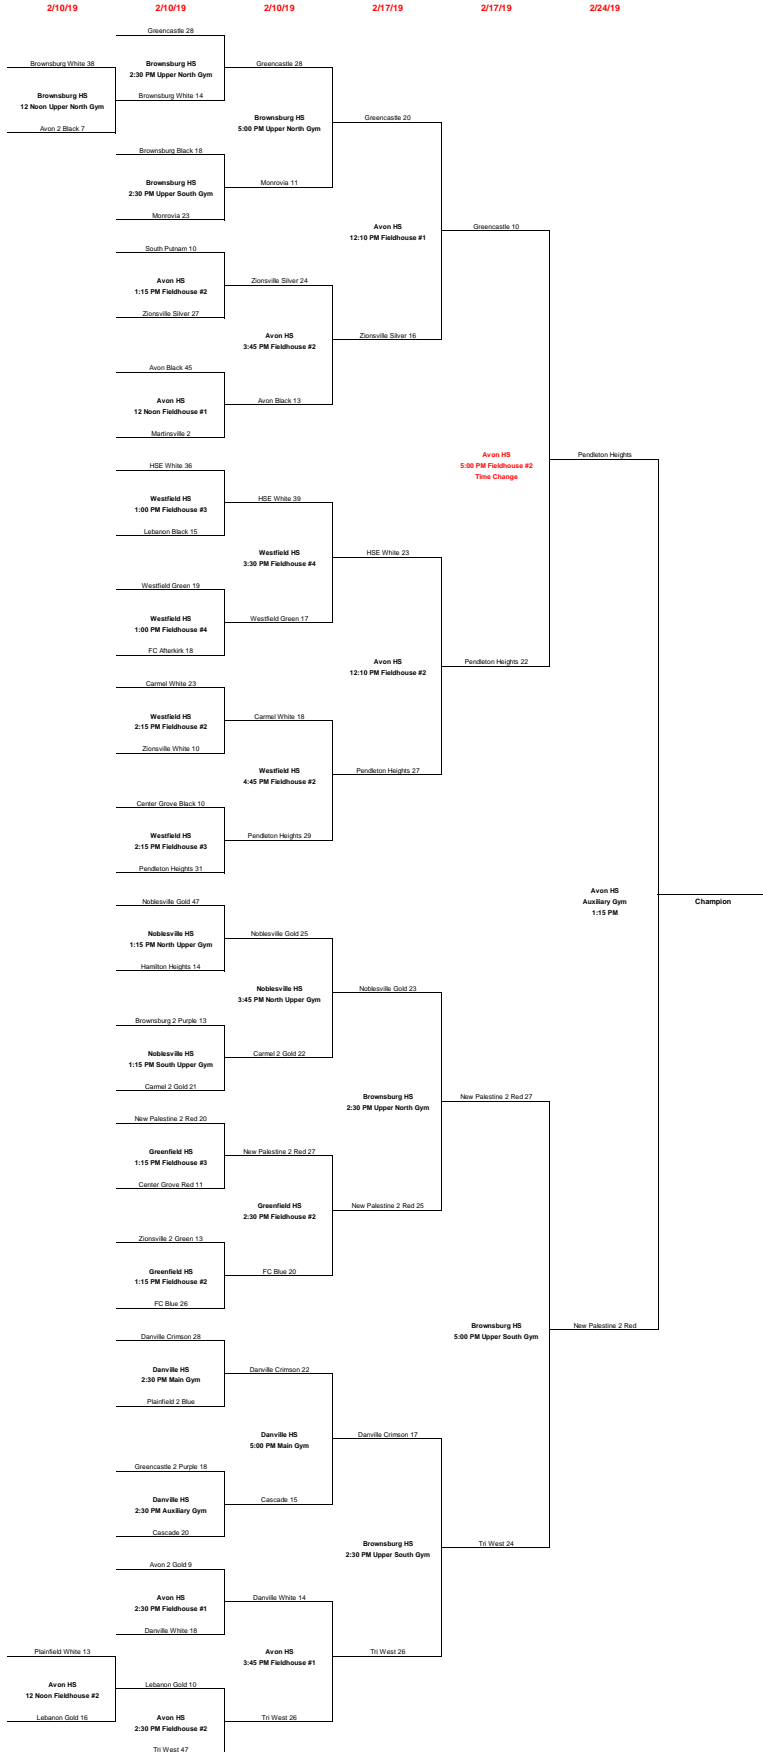 2/10/19 2/10/19 2/10/19 2/17/19 2/17/19 2/24/19
Greencastle 28
Brownsburg White 38 Brownsburg HS Greencastle 28
2:30 PM Upper North Gym
Brownsburg HS Brownsburg White 14
12 Noon Upper North Gym
Brownsburg HS Greencastle 20
Avon 2 Black 7 5:00 PM Upper North Gym
Brownsburg Black 18
Brownsburg HS Monrovia 11
2:30 PM Upper South Gym
Monrovia 23
Avon HS Greencastle 10
12:10 PM Fieldhouse #1
South Putnam 10
Avon HS Zionsville Silver 24
1:15 PM Fieldhouse #2
Zionsville Silver 27
Avon HS Zionsville Silver 16
3:45 PM Fieldhouse #2
Avon Black 45
Avon HS Avon Black 13
12 Noon Fieldhouse #1
Martinsville 2
Avon HS Pendleton Heights
HSE White 36 5:00 PM Fieldhouse #2
Time Change
Westfield HS HSE White 39
1:00 PM Fieldhouse #3
Lebanon Black 15
Westfield HS HSE White 23
3:30 PM Fieldhouse #4
Westfield Green 19
Westfield HS Westfield Green 17
1:00 PM Fieldhouse #4
FC Afterkirk 18
Avon HS Pendleton Heights 22
12:10 PM Fieldhouse #2
Carmel White 23
Westfield HS Carmel White 18
2:15 PM Fieldhouse #2
Zionsville White 10
Westfield HS Pendleton Heights 27
4:45 PM Fieldhouse #2
Center Grove Black 10
Westfield HS Pendleton Heights 29
2:15 PM Fieldhouse #3
Pendleton Heights 31
Avon HS
Noblesville Gold 47 Auxiliary Gym Champion
1:15 PM
Noblesville HS Noblesville Gold 25
1:15 PM North Upper Gym
Hamilton Heights 14
Noblesville HS Noblesville Gold 23
3:45 PM North Upper Gym
Brownsburg 2 Purple 13
Noblesville HS Carmel 2 Gold 22
1:15 PM South Upper Gym
Carmel 2 Gold 21
Brownsburg HS New Palestine 2 Red 27
2:30 PM Upper North Gym
New Palestine 2 Red 20
Greenfield HS New Palestine 2 Red 27
1:15 PM Fieldhouse #3
Center Grove Red 11
Greenfield HS New Palestine 2 Red 25
2:30 PM Fieldhouse #2
Zionsville 2 Green 13
Greenfield HS FC Blue 20
1:15 PM Fieldhouse #2
FC Blue 26
Brownsburg HS New Palestine 2 Red
5:00 PM Upper South Gym
Danville Crimson 28
Danville HS Danville Crimson 22
2:30 PM Main Gym
Plainfield 2 Blue
Danville HS Danville Crimson 17
5:00 PM Main Gym
Greencastle 2 Purple 18
Danville HS Cascade 15
2:30 PM Auxiliary Gym
Cascade 20
Brownsburg HS Tri West 24
2:30 PM Upper South Gym
Avon 2 Gold 9
Avon HS Danville White 14
2:30 PM Fieldhouse #1
Danville White 18
Plainfield White 13 Avon HS Tri West 26
3:45 PM Fieldhouse #1
Avon HS Lebanon Gold 10
12 Noon Fieldhouse #2
Lebanon Gold 16 Avon HS Tri West 26
2:30 PM Fieldhouse #2
Tri West 47